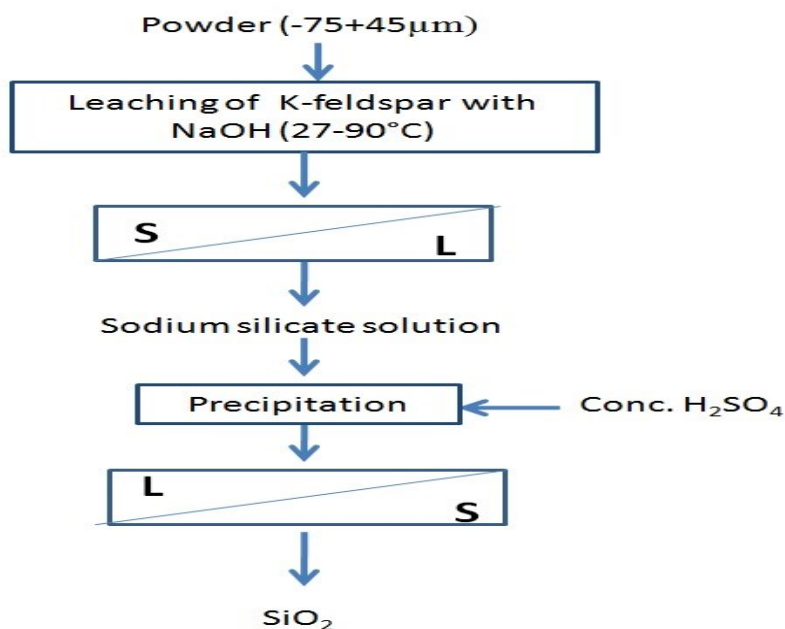 Powder (-75+45μm)
Leaching of K-feldspar with
NaOH (27-90°C)
S
L
Sodium silicate solution
Precipitation
Conc. H₂SO₄
L
S
SiO₂